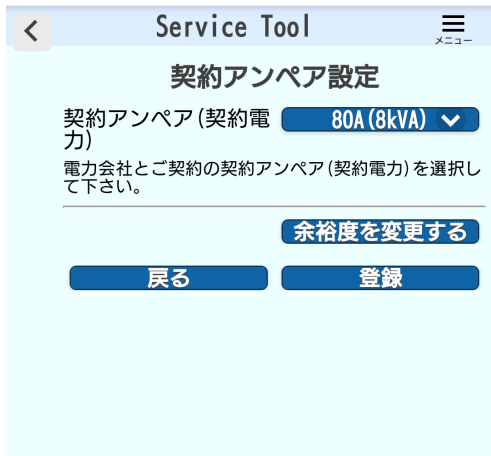 Service Tool
メニュー
契約アンペア設定
契約アンペア(契約電
力)
80A(8kVA)
電力会社とご契約の契約アンペア(契約電力)を選択し
て下さい。
余裕度を変更する
戻る
登録